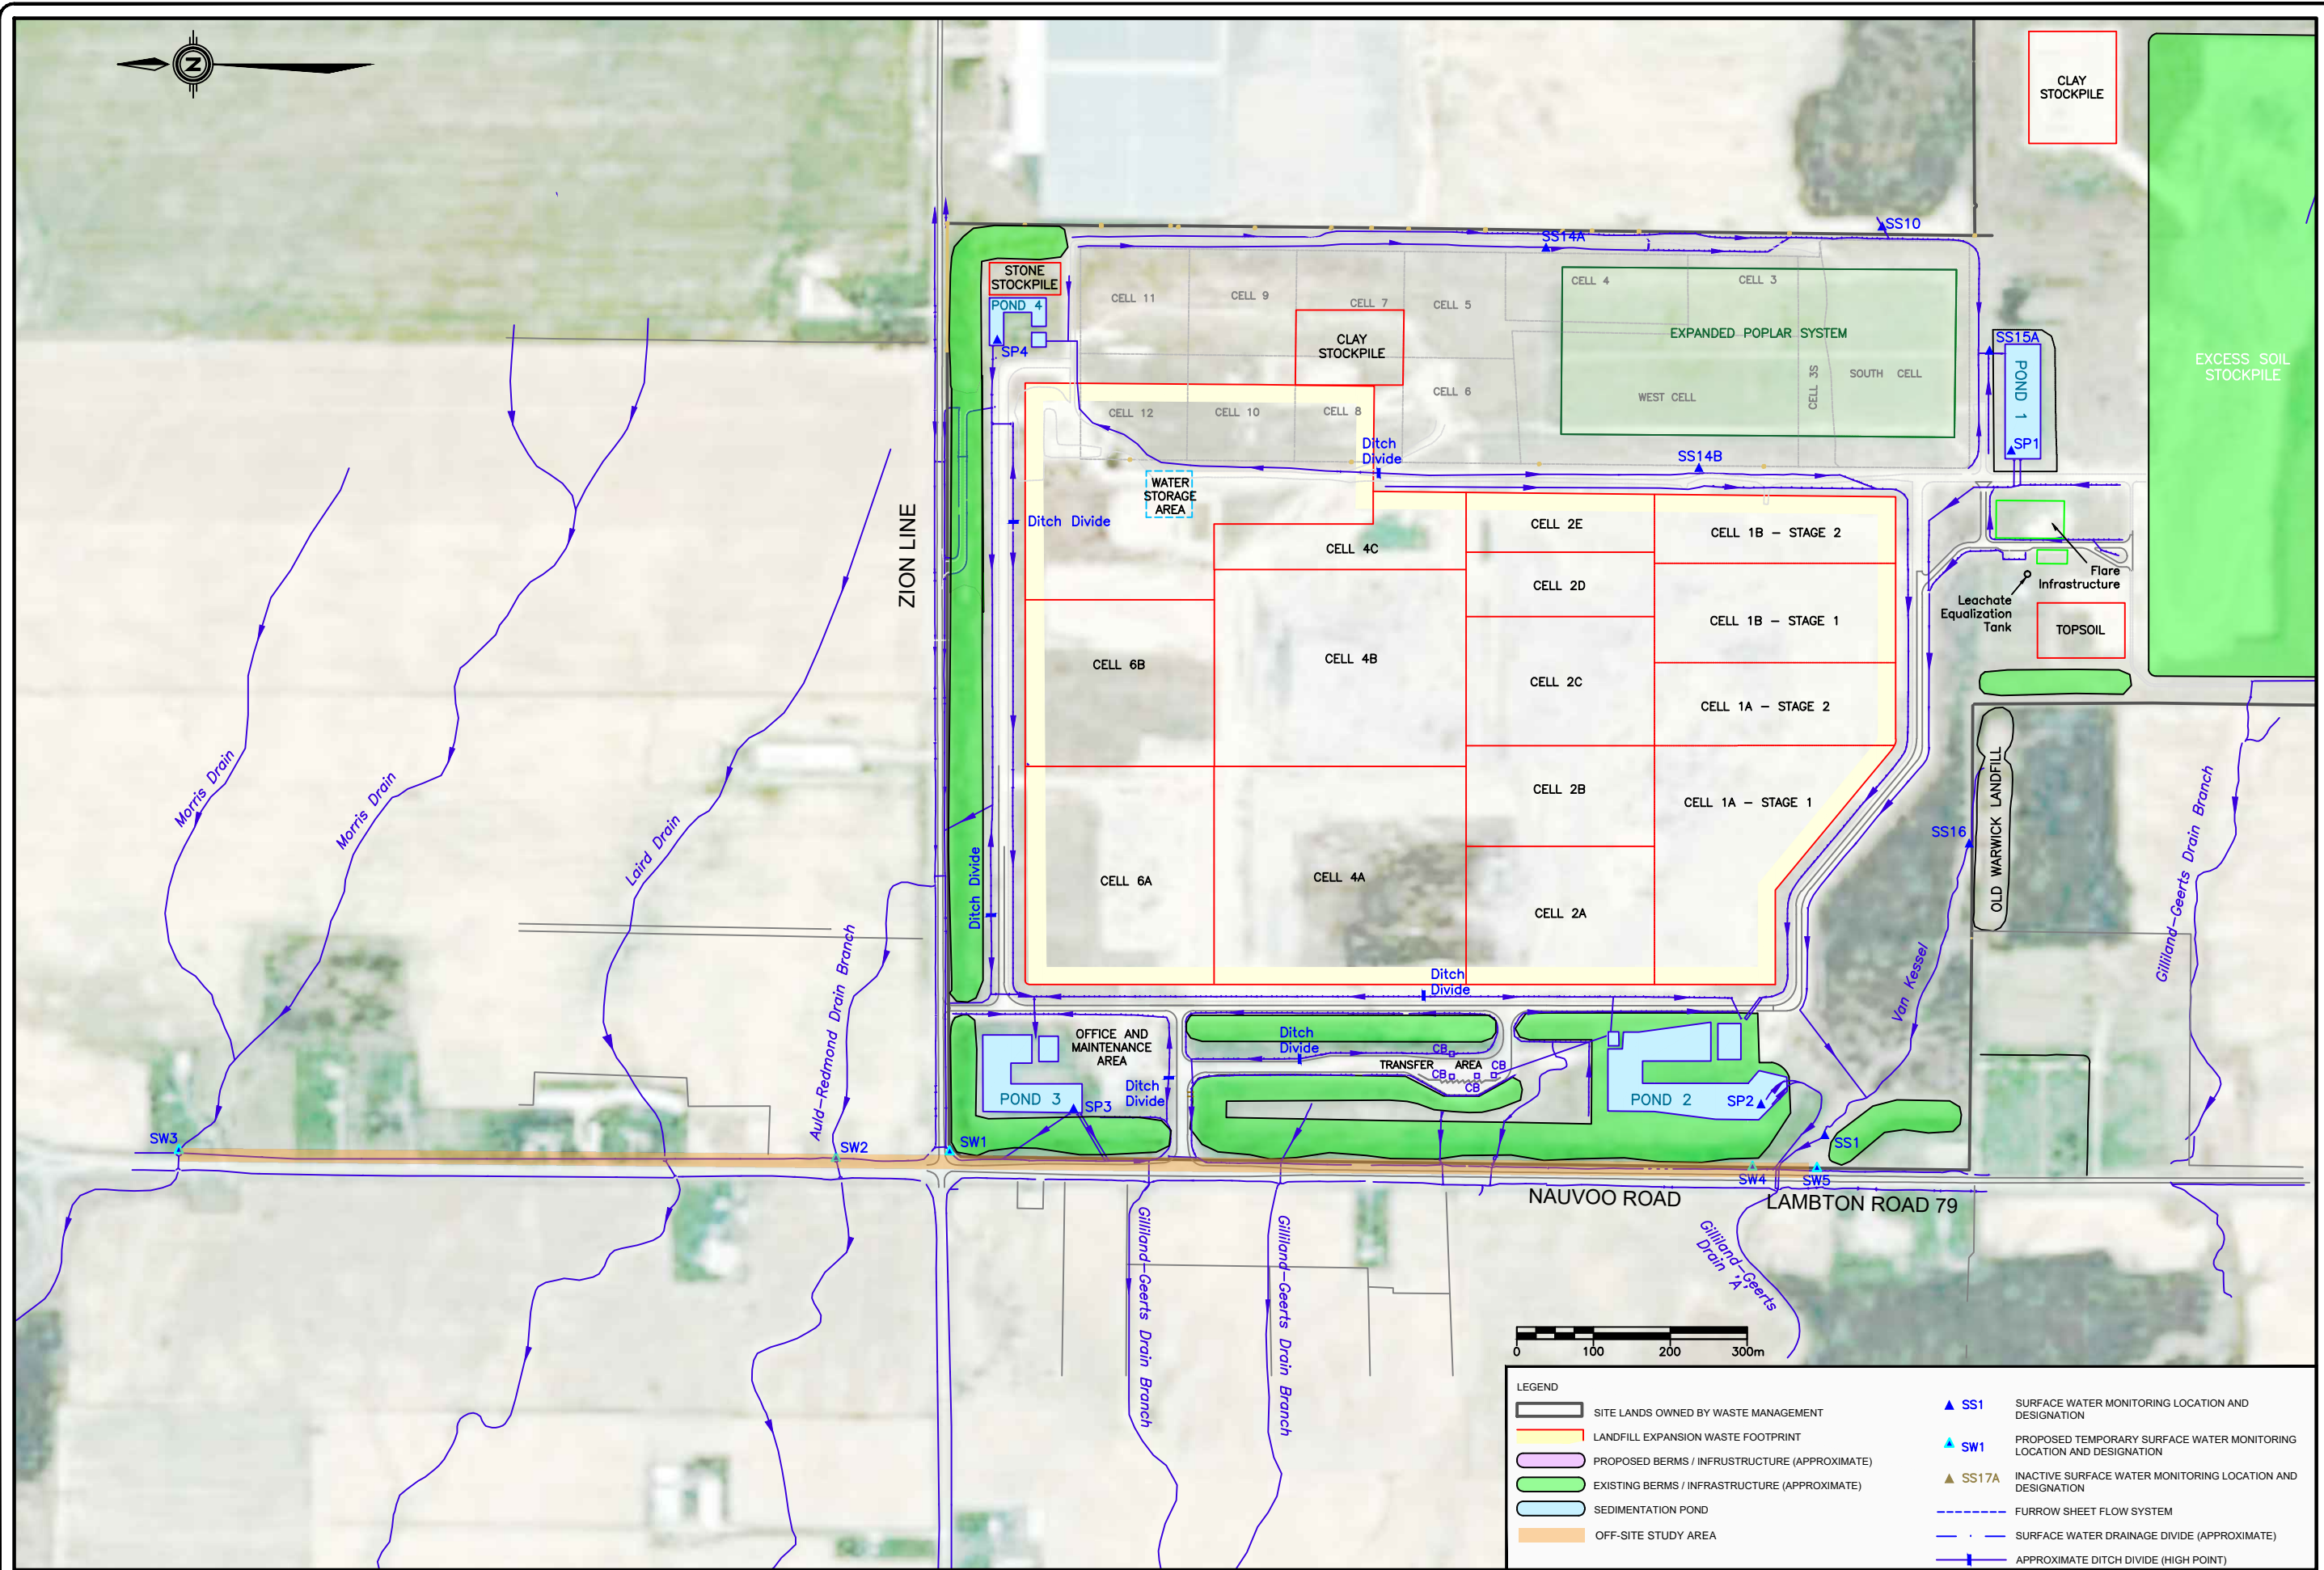 N
CLAY
STOCKPILE
EXCESS SOIL
STOCKPILE
SS10
SS14A
STONE
STOCKPILE
POND 4
SP4
CELL 11
CELL 9
CELL 7
CELL 5
CELL 4
CELL 3
EXPANDED POPLAR SYSTEM
CLAY
STOCKPILE
CELL 6
WEST CELL
CELL 3S
SOUTH CELL
SS15A
POND 1
SP1
CELL 12
CELL 10
CELL 8
Ditch
Divide
SS14B
WATER
STORAGE
AREA
Ditch Divide
ZION LINE
CELL 2E
CELL 1B - STAGE 2
CELL 4C
CELL 2D
Flare
Infrastructure
Leachate
Equalization
Tank
TOPSOIL
CELL 1B - STAGE 1
CELL 6B
CELL 4B
CELL 2C
CELL 1A - STAGE 2
CELL 2B
CELL 1A - STAGE 1
CELL 6A
CELL 4A
CELL 2A
SS16
OLD WARWICK LANDFILL
Gilliland-Geerts Drain Branch
Van Kessel
Morris Drain
Morris Drain
Laird Drain
Auld-Redmond Drain Branch
Ditch Divide
Ditch
Divide
OFFICE AND
MAINTENANCE
AREA
Ditch
Divide
Ditch
Divide
TRANSFER AREA
CB
CB
CB
CB
POND 3
SP3
POND 2
SP2
SS1
SW3
SW2
SW1
SW4
SW5
NAUVOO ROAD
LAMBTON ROAD 79
Gilliland-Geerts Drain Branch
Gilliland-Geerts Drain Branch
Gilliland-Geerts
Drain 'A'
0 100 200 300m
LEGEND
SITE LANDS OWNED BY WASTE MANAGEMENT
LANDFILL EXPANSION WASTE FOOTPRINT
PROPOSED BERMS / INFRUSTRUCTURE (APPROXIMATE)
EXISTING BERMS / INFRASTRUCTURE (APPROXIMATE)
SEDIMENTATION POND
OFF-SITE STUDY AREA
SS1 SURFACE WATER MONITORING LOCATION AND
DESIGNATION
SW1 PROPOSED TEMPORARY SURFACE WATER MONITORING
LOCATION AND DESIGNATION
SS17A INACTIVE SURFACE WATER MONITORING LOCATION AND
DESIGNATION
FURROW SHEET FLOW SYSTEM
SURFACE WATER DRAINAGE DIVIDE (APPROXIMATE)
APPROXIMATE DITCH DIVIDE (HIGH POINT)